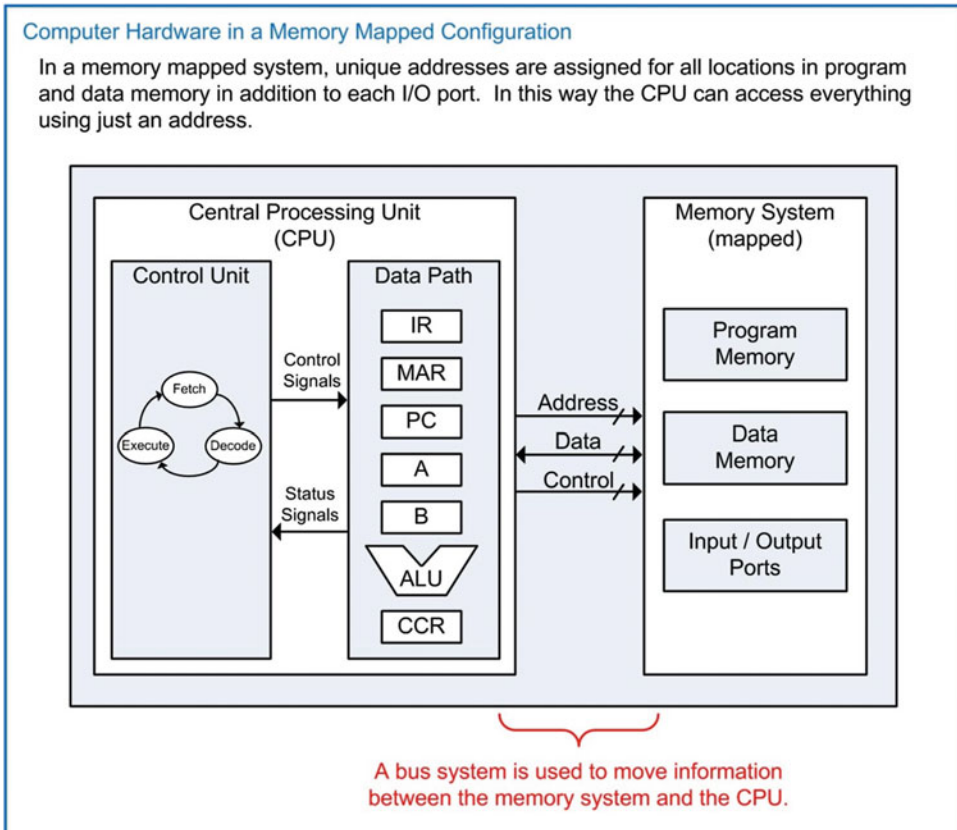 Computer Hardware in a Memory Mapped Configuration
In a memory mapped system, unique addresses are assigned for all locations in program
and data memory in addition to each I/O port.  In this way the CPU can access everything
using just an address.
Central Processing Unit
(CPU)
Control Unit
Fetch
Execute
Decode
Control
Signals
Status
Signals
Data Path
IR
MAR
PC
A
B
ALU
CCR
Address
Data
Control
Memory System
(mapped)
Program
Memory
Data
Memory
Input / Output
Ports
A bus system is used to move information
between the memory system and the CPU.